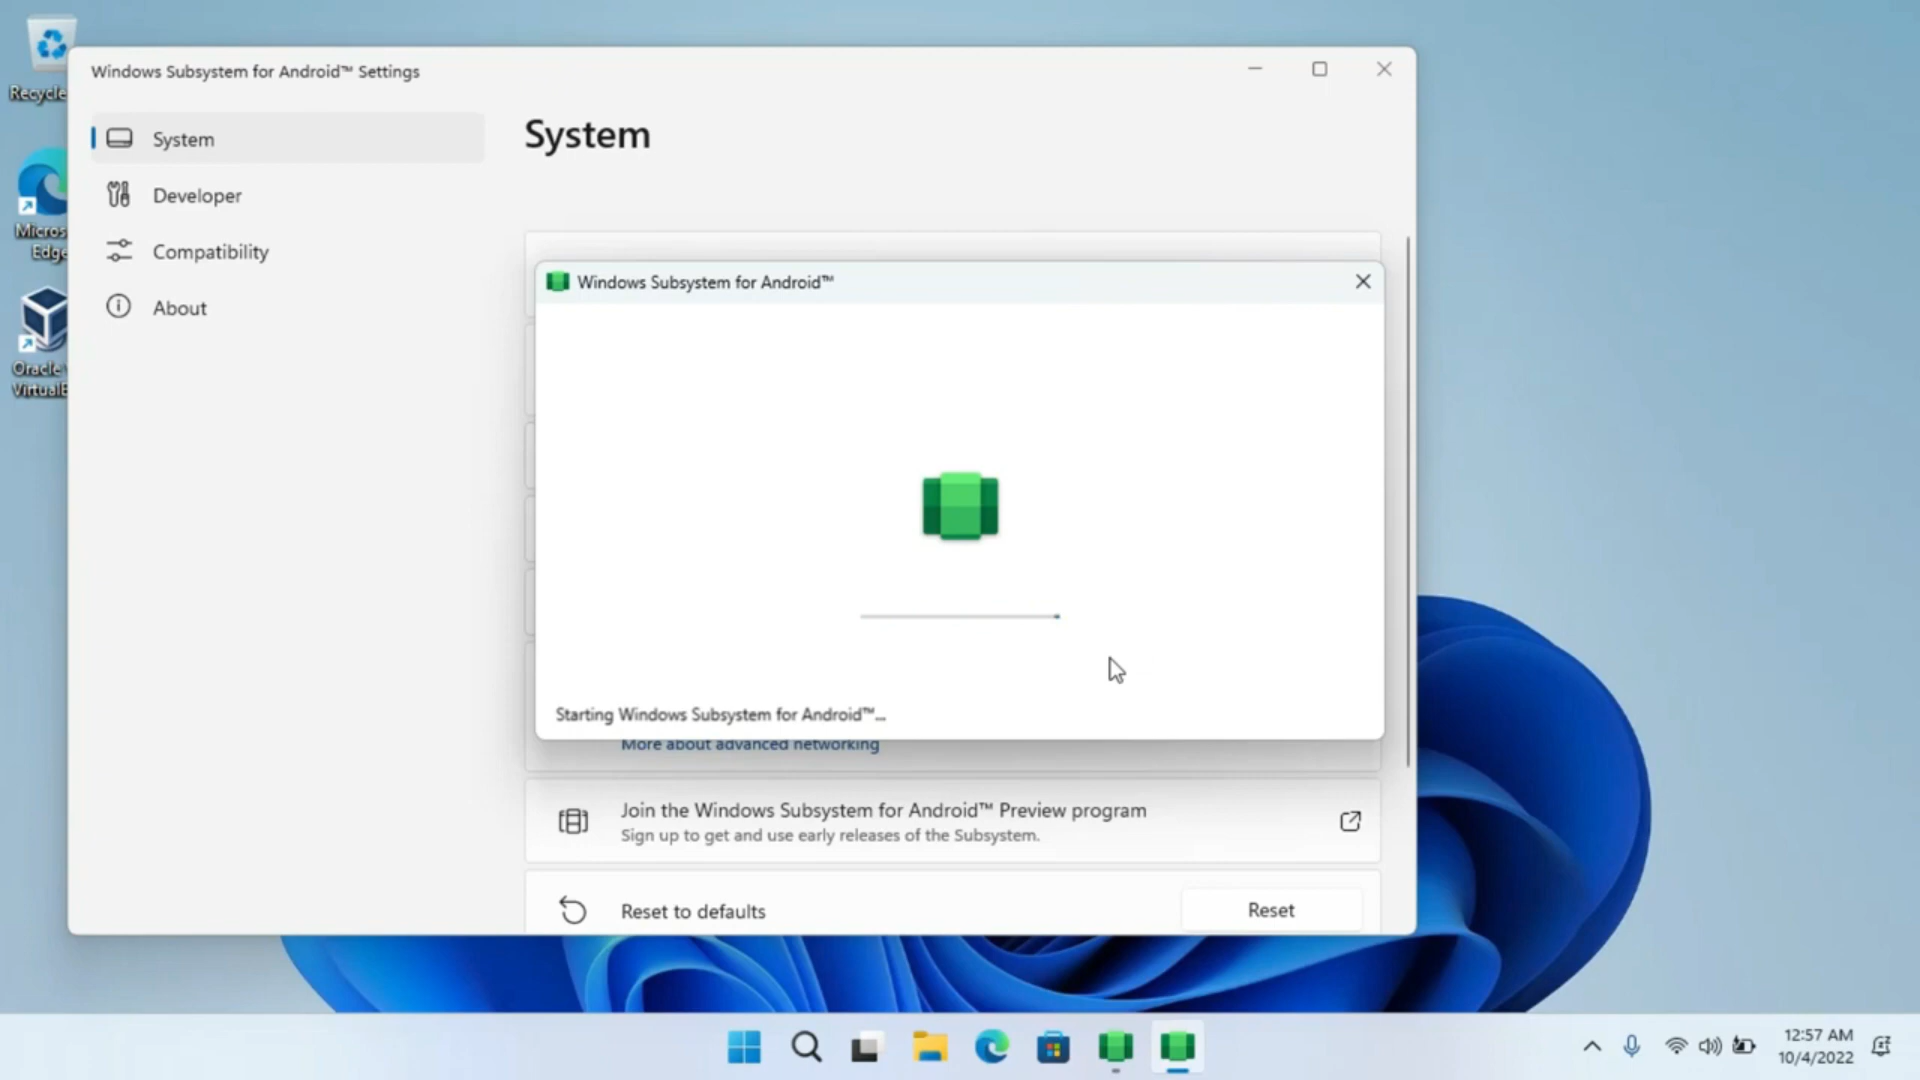 Recycle
Micros
Edge
Oracle
Windows Subsystem for Android™ Settings
System
Developer
Compatibility
About
System
Windows Subsystem for Android™
Starting Windows Subsystem for Android™...
More about advanced networking
Join the Windows Subsystem for Android™ Preview program
Sign up to get and use early releases of the Subsystem.
Reset to defaults
Reset
12:57 AM
10/4/2022